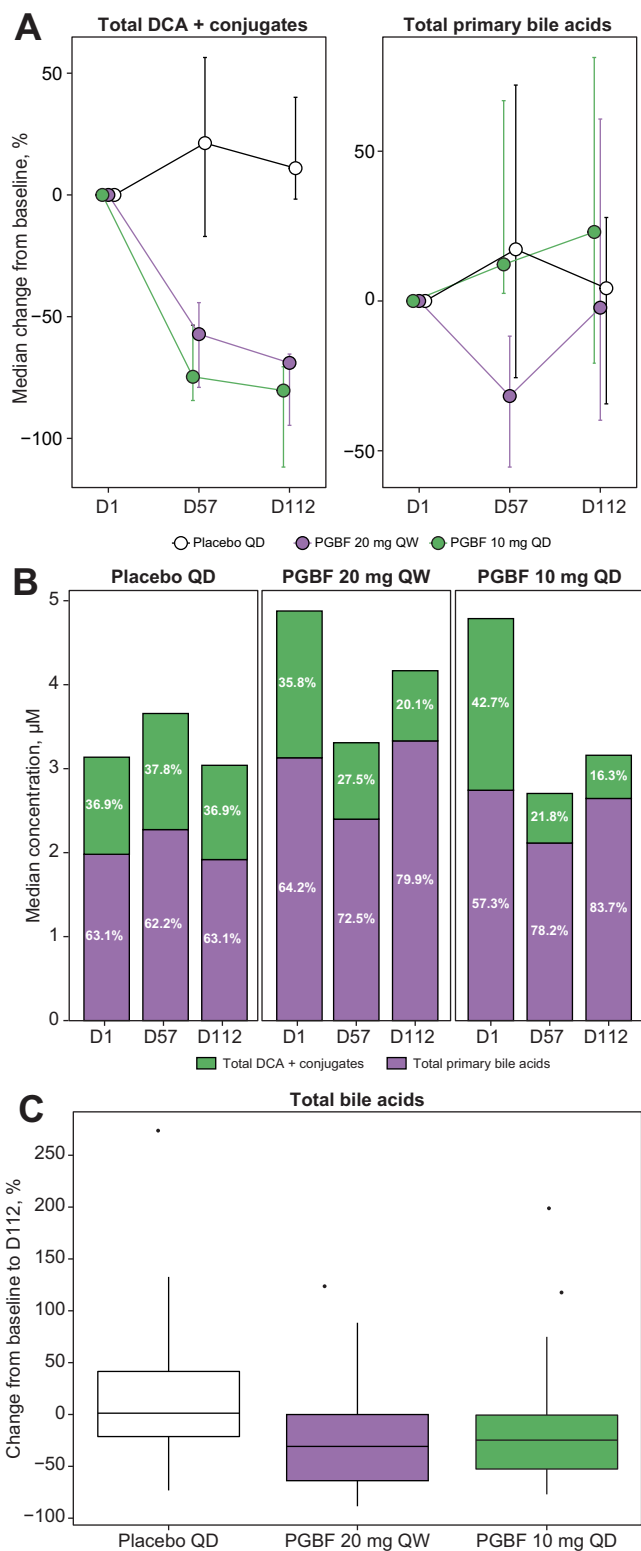 A
Total DCA + conjugates
Total primary bile acids
Median change from baseline, %
50
0
−50
−100
50
0
−50
D1 D57 D112
D1 D57 D112
Placebo QD PGBF 20 mg QW PGBF 10 mg QD
B
Placebo QD PGBF 20 mg QW PGBF 10 mg QD
Median concentration, µM
5
4
3
2
1
0
36.9% 37.8% 36.9%
63.1% 62.2% 63.1%
35.8% 27.5% 20.1%
64.2% 72.5% 79.9%
42.7% 21.8% 16.3%
57.3% 78.2% 83.7%
D1 D57 D112 D1 D57 D112 D1 D57 D112
Total DCA + conjugates Total primary bile acids
C
Total bile acids
Change from baseline to D112, %
250
200
150
100
50
0
−50
−100
Placebo QD PGBF 20 mg QW PGBF 10 mg QD